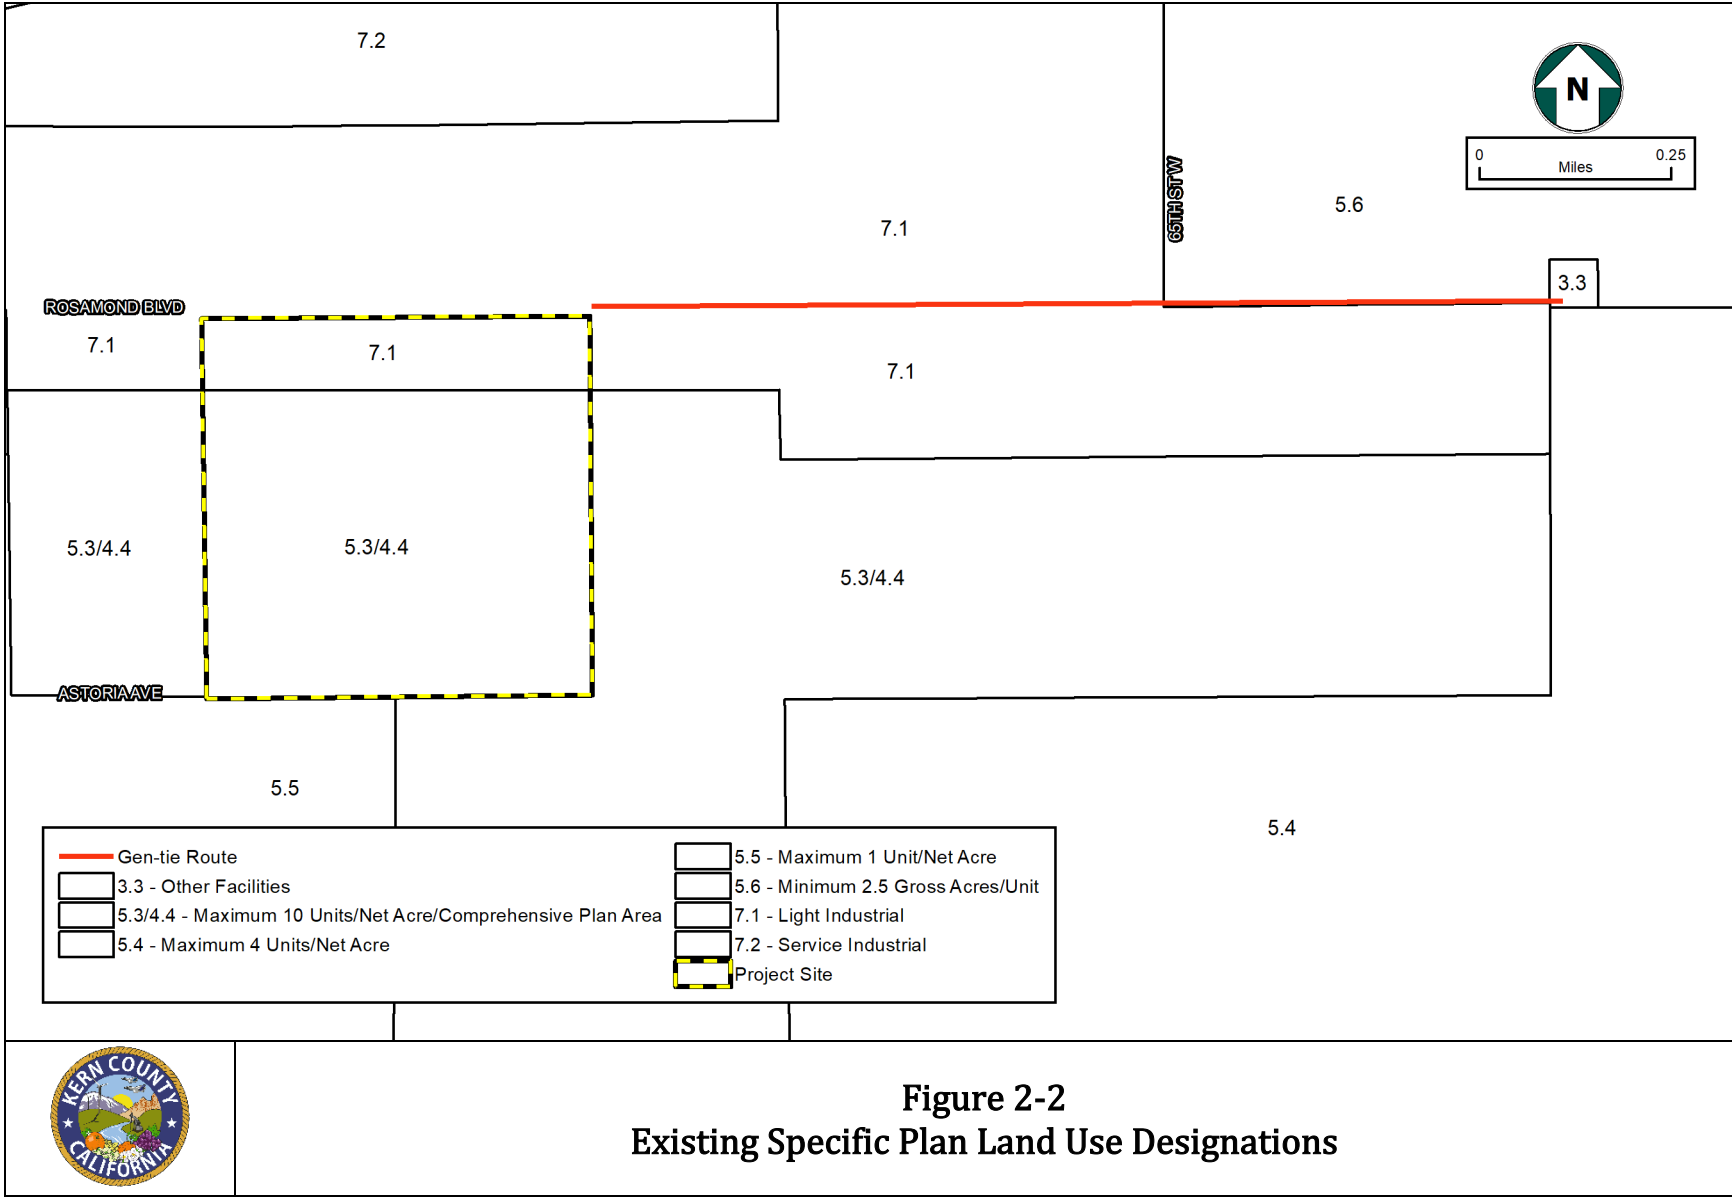 7.2
N
0 0.25
Miles
65TH ST W
5.6
7.1
3.3
ROSAMOND BLVD
7.1
7.1
7.1
5.3/4.4
5.3/4.4
5.3/4.4
ASTORIA AVE
5.5
5.4
Gen-tie Route
3.3 - Other Facilities
5.3/4.4 - Maximum 10 Units/Net Acre/Comprehensive Plan Area
5.4 - Maximum 4 Units/Net Acre
5.5 - Maximum 1 Unit/Net Acre
5.6 - Minimum 2.5 Gross Acres/Unit
7.1 - Light Industrial
7.2 - Service Industrial
Project Site
KERN COUNTY
CALIFORNIA
Figure 2-2
Existing Specific Plan Land Use Designations